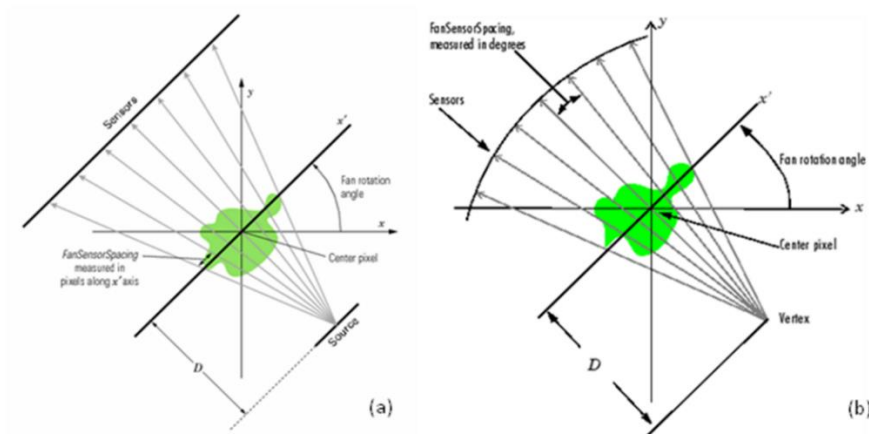 Sensors
y
x'
Fan rotation
angle
x
FanSensorSpacing
measured in
pixels along x' axis
Center pixel
Source
D
(a)
y
FanSensorSpacing,
measured in degrees
Sensors
x'
Fan rotation angle
x
Center pixel
Vertex
D
(b)